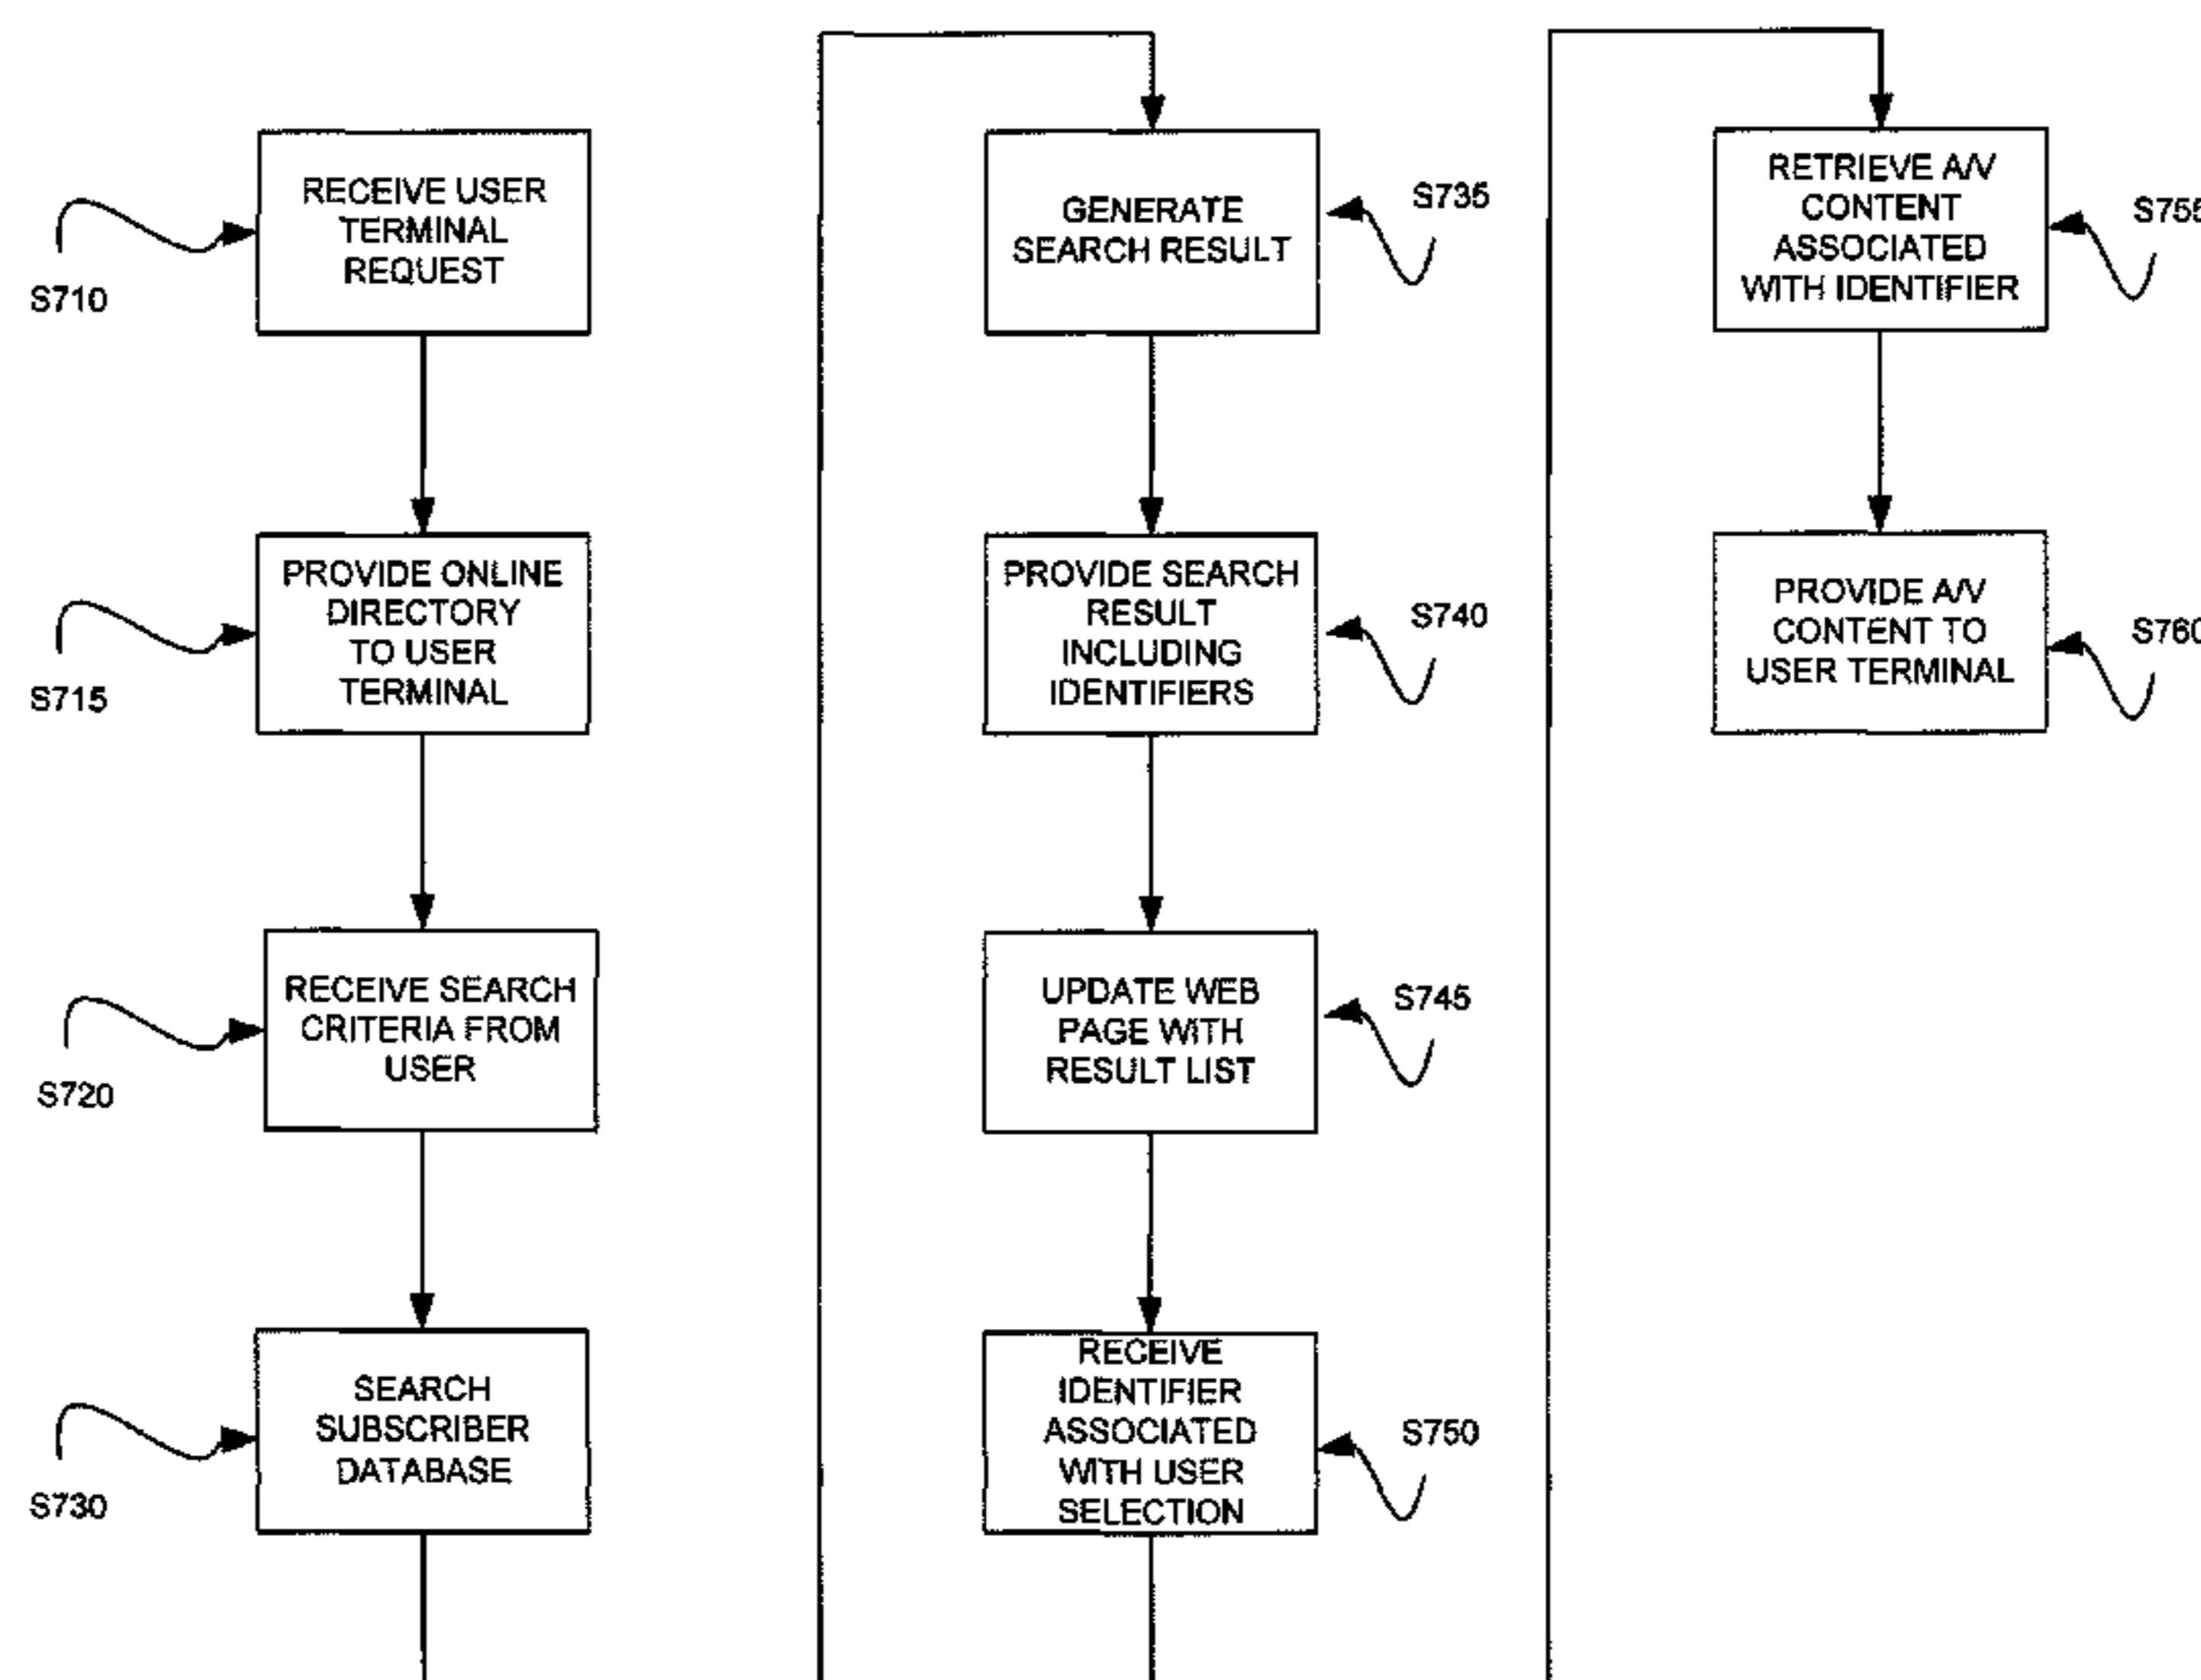 RECEIVE USER
TERMINAL
REQUEST
S710
PROVIDE ONLINE
DIRECTORY
TO USER
TERMINAL
S715
RECEIVE SEARCH
CRITERIA FROM
USER
S720
SEARCH
SUBSCRIBER
DATABASE
S730
GENERATE
SEARCH RESULT
S735
PROVIDE SEARCH
RESULT
INCLUDING
IDENTIFIERS
S740
UPDATE WEB
PAGE WITH
RESULT LIST
S745
RECEIVE
IDENTIFIER
ASSOCIATED
WITH USER
SELECTION
S750
RETRIEVE A/V
CONTENT
ASSOCIATED
WITH IDENTIFIER
S755
PROVIDE A/V
CONTENT TO
USER TERMINAL
S760